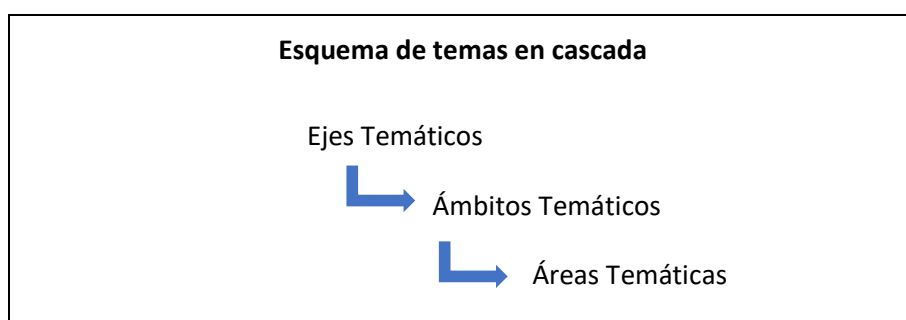 Esquema de temas en cascada
Ejes Temáticos
Ámbitos Temáticos
Áreas Temáticas